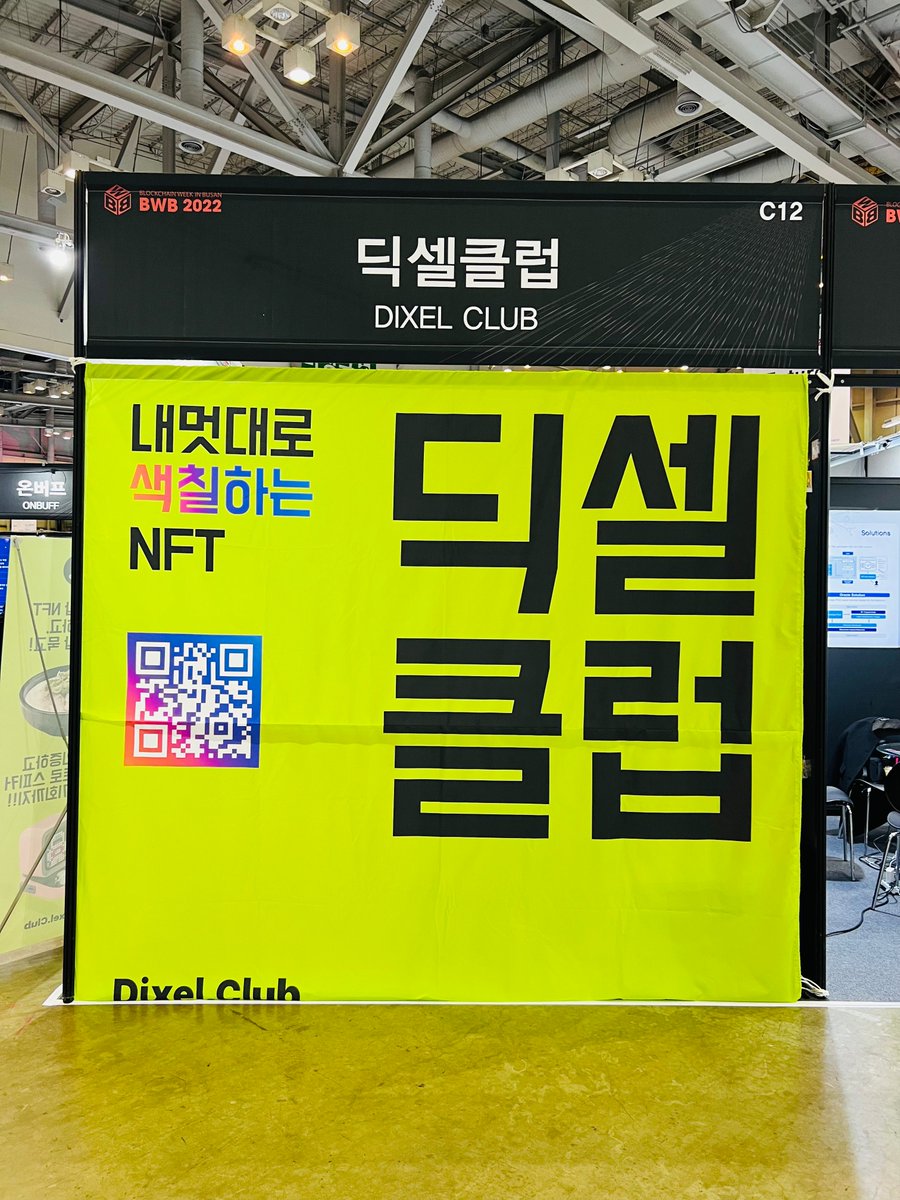 BLOCKCHAIN WEEK IN BUSAN
BWB 2022
C12
딕셀클럽
DIXEL CLUB
내멋대로
색칠하는
NFT
딕셀
클럽
Dixel.Club
온버프
ONBUFF
Solutions